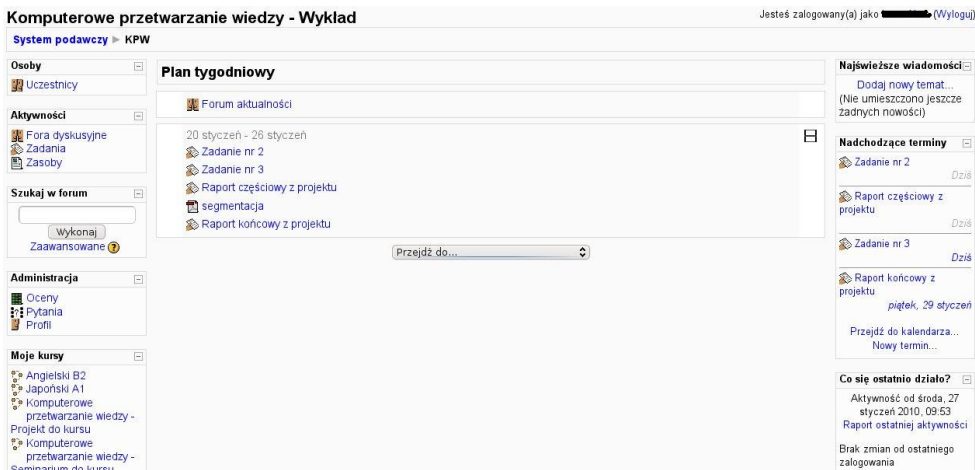 Komputerowe przetwarzanie wiedzy - Wyklad
Jesteś zalogowany(a) jako (Wyloguj)
System podawczy ► KPW
Osoby
Uczestnicy
Aktywności
Fora dyskusyjne
Zadania
Zasoby
Szukaj w forum
Wykonaj
Zaawansowane ?
Administracja
Oceny
Pytania
Profil
Moje kursy
Angielski B2
Japoński A1
Komputerowe
przetwarzanie wiedzy -
Projekt do kursu
Komputerowe
przetwarzanie wiedzy -
Seminarium do kursu
Plan tygodniowy
Forum aktualności
20 styczeń - 26 styczeń
Zadanie nr 2
Zadanie nr 3
Raport częściowy z projektu
segmentacja
Raport końcowy z projektu
Przejdź do...
Najświeższe wiadomości
Dodaj nowy temat...
(Nie umieszczono jeszcze
żadnych nowości)
Nadchodzące terminy
Zadanie nr 2
Dziś
Raport częściowy z
projektu
Dziś
Zadanie nr 3
Dziś
Raport końcowy z
projektu
piątek, 29 styczeń
Przejdź do kalendarza...
Nowy termin...
Co się ostatnio działo?
Aktywność od środa, 27
styczeń 2010, 09:53
Raport ostatniej aktywności
Brak zmian od ostatniego
zalogowania